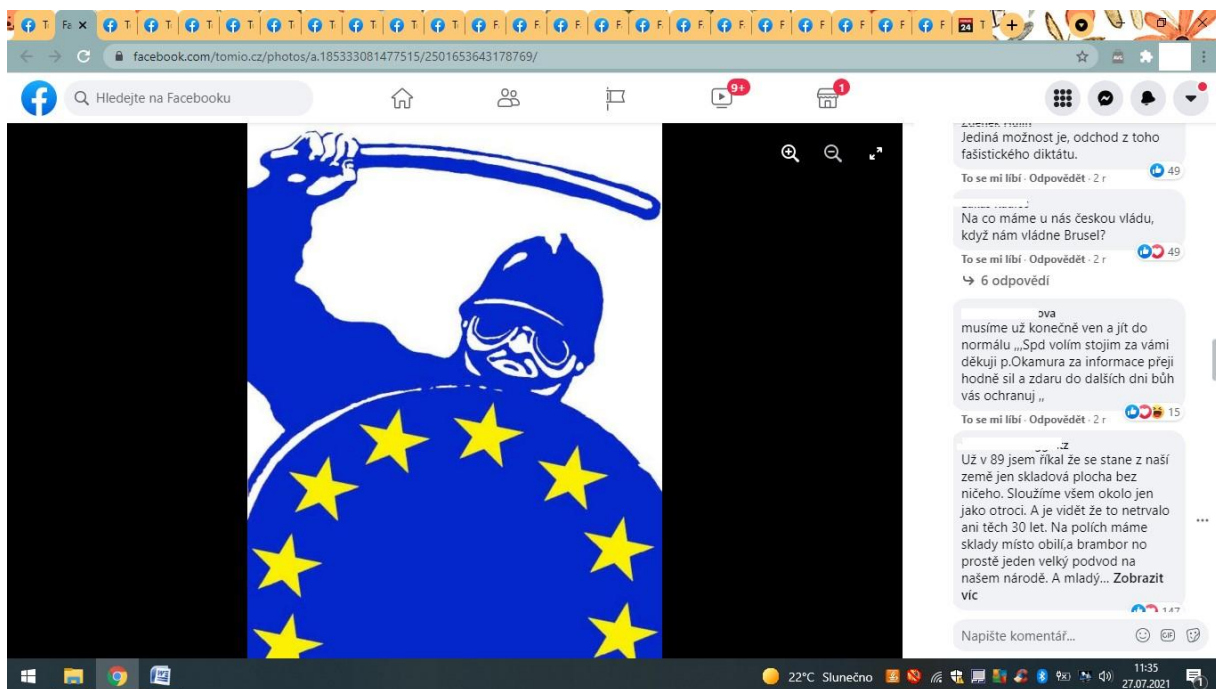 facebook.com/tomio.cz/photos/a.185333081477515/2501653643178769/
Hledejte na Facebooku
9+
1
Jediná možnost je, odchod z toho
fašistického diktátu.
49
To se mi líbí · Odpovědět · 2 r
Na co máme u nás českou vládu,
když nám vládne Brusel?
49
To se mi líbí · Odpovědět · 2 r
6 odpovědí
ova
musíme už konečně ven a jít do
normálu ,,,Spd volím stojim za vámi
děkuji p.Okamura za informace přeji
hodně sil a zdaru do dalších dni bůh
vás ochranuj ,,
15
To se mi líbí · Odpovědět · 2 r
Už v 89 jsem říkal že se stane z naší
země jen skladová plocha bez
ničeho. Sloužíme všem okolo jen
jako otroci. A je vidět že to netrvalo
ani těch 30 let. Na polích máme
sklady místo obilí,a brambor no
prostě jeden velký podvod na
našem národě. A mladý... Zobrazit
víc
147
Napište komentář...
GIF
22°C Slunečno
11:35
27.07.2021